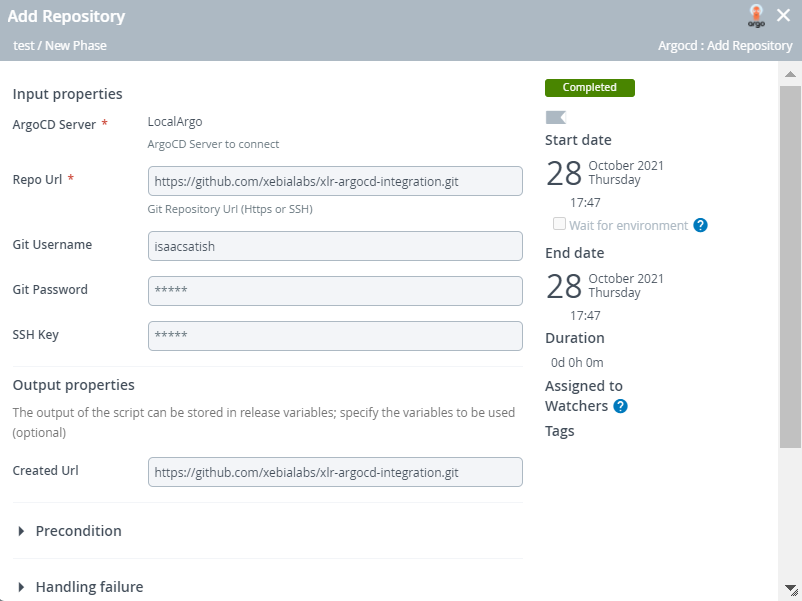 Add Repository
argo
test / New Phase
Argocd : Add Repository
Input properties
ArgoCD Server *
LocalArgo
ArgoCD Server to connect
Repo Url *
https://github.com/xebialabs/xlr-argocd-integration.git
Git Repository Url (Https or SSH)
Git Username
isaacsatish
Git Password
*****
SSH Key
*****
Output properties
The output of the script can be stored in release variables; specify the variables to be used
(optional)
Created Url
https://github.com/xebialabs/xlr-argocd-integration.git
Precondition
Handling failure
Completed
Start date
28 October 2021
Thursday
17:47
Wait for environment ?
End date
28 October 2021
Thursday
17:47
Duration
0d 0h 0m
Assigned to
Watchers ?
Tags